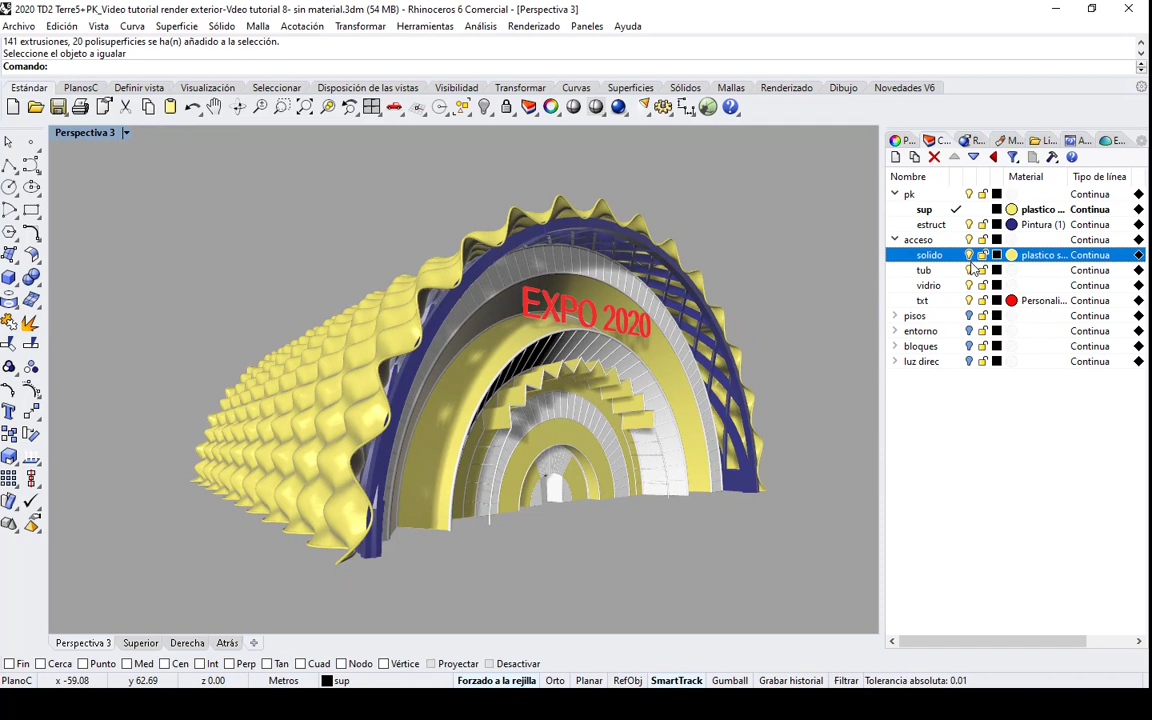 2020 TD2 Terre5+PK_Video tutorial render exterior-Vdeo tutorial 8- sin material.3dm (54 MB) - Rhinoceros 6 Comercial - [Perspectiva 3]
Archivo Edición Vista Curva Superficie Sólido Malla Acotación Transformar Herramientas Análisis Renderizado Paneles Ayuda
141 extrusiones, 20 polisuperficies se ha(n) añadido a la selección.
Seleccione el objeto a igualar
Comando:
Estándar PlanosC Definir vista Visualización Seleccionar Disposición de las vistas Visibilidad Transformar Curvas Superficies Sólidos Mallas Renderizado Dibujo Novedades V6
Perspectiva 3
P... C... R... M... Li... A... E...
Nombre Material Tipo de línea
pk Continua
sup plastico ... Continua
estruct Pintura (1) Continua
acceso Continua
solido plastico s... Continua
tub Continua
vidrio Continua
txt Personali... Continua
pisos Continua
entorno Continua
bloques Continua
luz direc Continua
EXPO 2020
Perspectiva 3 Superior Derecha Atrás
Fin Cerca Punto Med Cen Int Perp Tan Cuad Nodo Vértice Proyectar Desactivar
PlanoC x -59.08 y 62.69 z 0.00 Metros sup Forzado a la rejilla Orto Planar RefObj SmartTrack Gumball Grabar historial Filtrar Tolerancia absoluta: 0.01